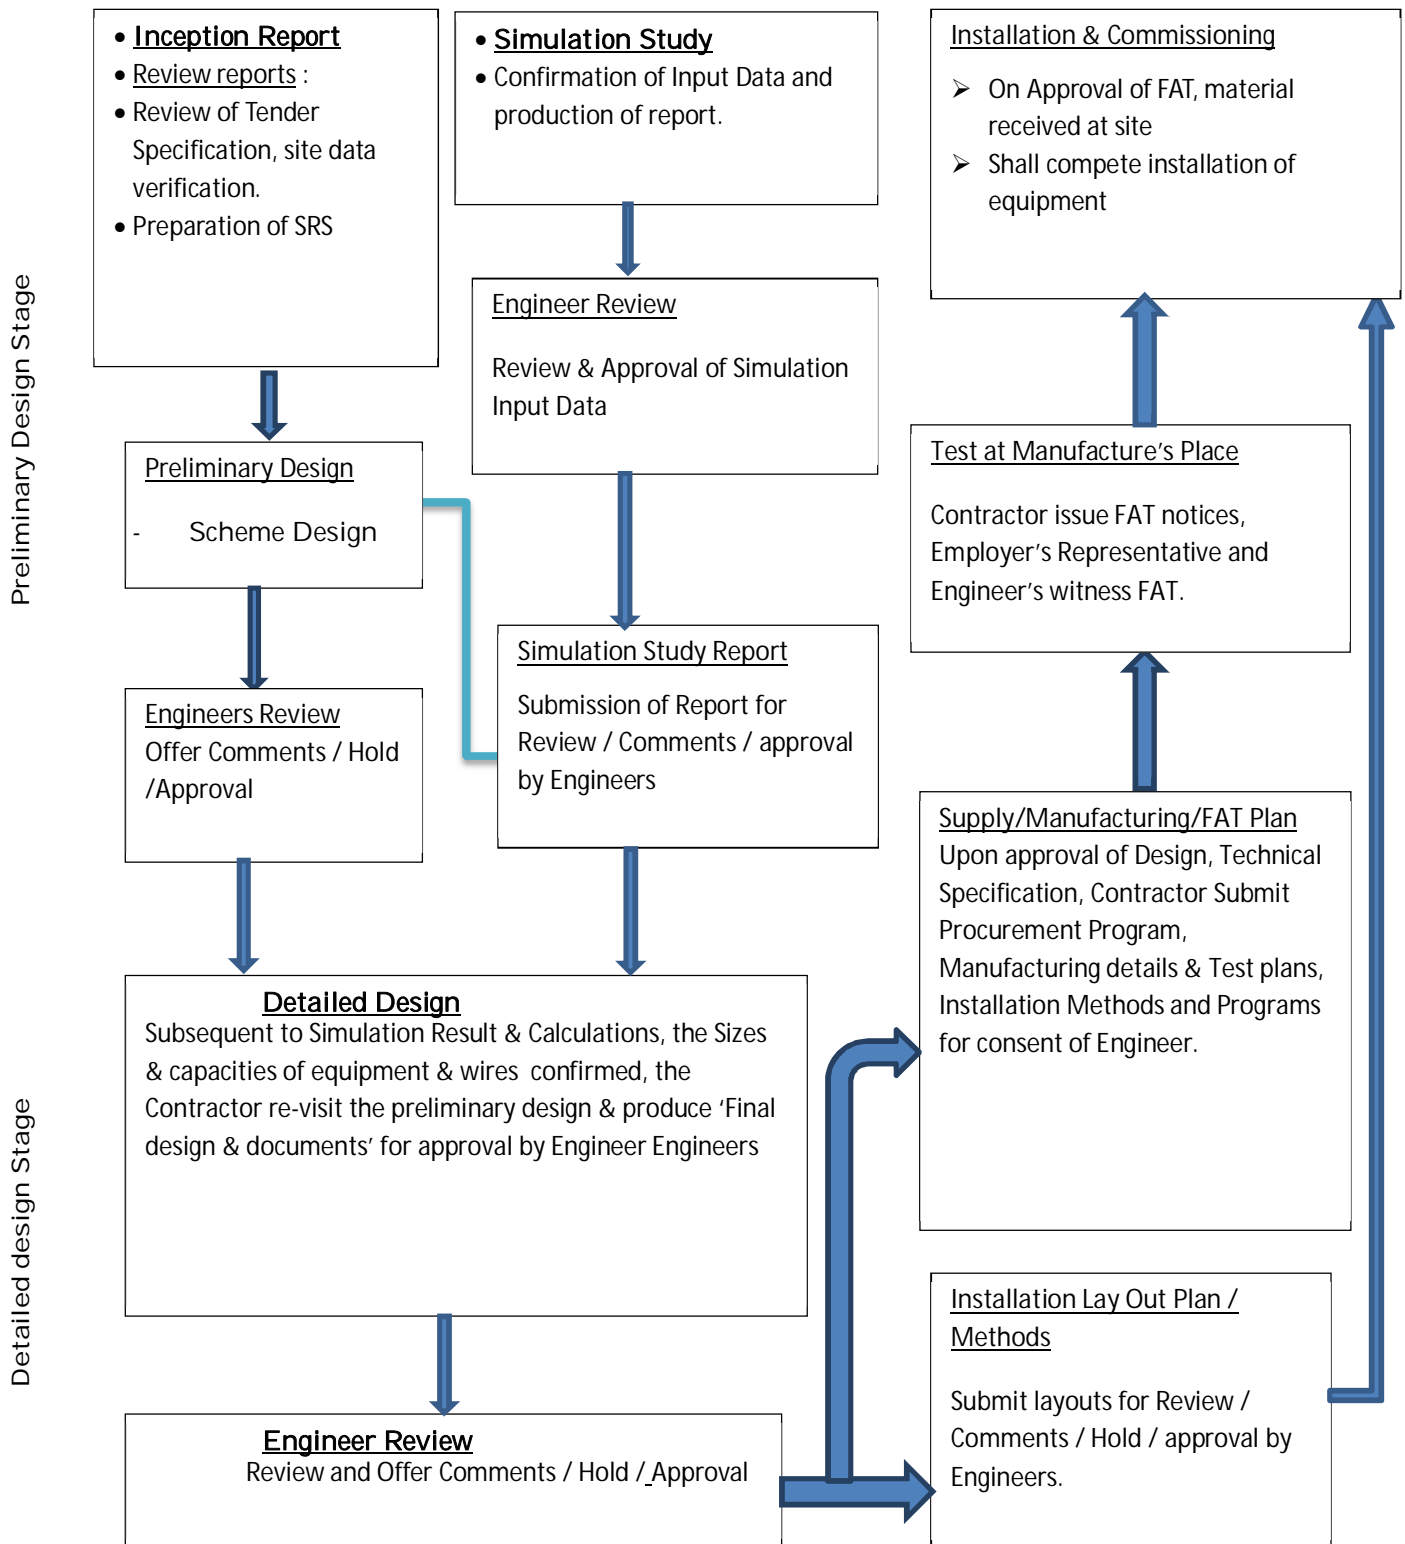 Preliminary Design Stage
Detailed design Stage
• Inception Report
• Review reports :
• Review of Tender
Specification, site data
verification.
• Preparation of SRS
• Simulation Study
• Confirmation of Input Data and
production of report.
Engineer Review
Review & Approval of Simulation
Input Data
Preliminary Design
- Scheme Design
Engineers Review
Offer Comments / Hold
/Approval
Simulation Study Report
Submission of Report for
Review / Comments / approval
by Engineers
Detailed Design
Subsequent to Simulation Result & Calculations, the Sizes
& capacities of equipment & wires confirmed, the
Contractor re-visit the preliminary design & produce ‘Final
design & documents’ for approval by Engineer Engineers
Engineer Review
Review and Offer Comments / Hold / Approval
Installation & Commissioning
➢ On Approval of FAT, material
received at site
➢ Shall compete installation of
equipment
Test at Manufacture’s Place
Contractor issue FAT notices,
Employer’s Representative and
Engineer’s witness FAT.
Supply/Manufacturing/FAT Plan
Upon approval of Design, Technical
Specification, Contractor Submit
Procurement Program,
Manufacturing details & Test plans,
Installation Methods and Programs
for consent of Engineer.
Installation Lay Out Plan /
Methods
Submit layouts for Review /
Comments / Hold / approval by
Engineers.